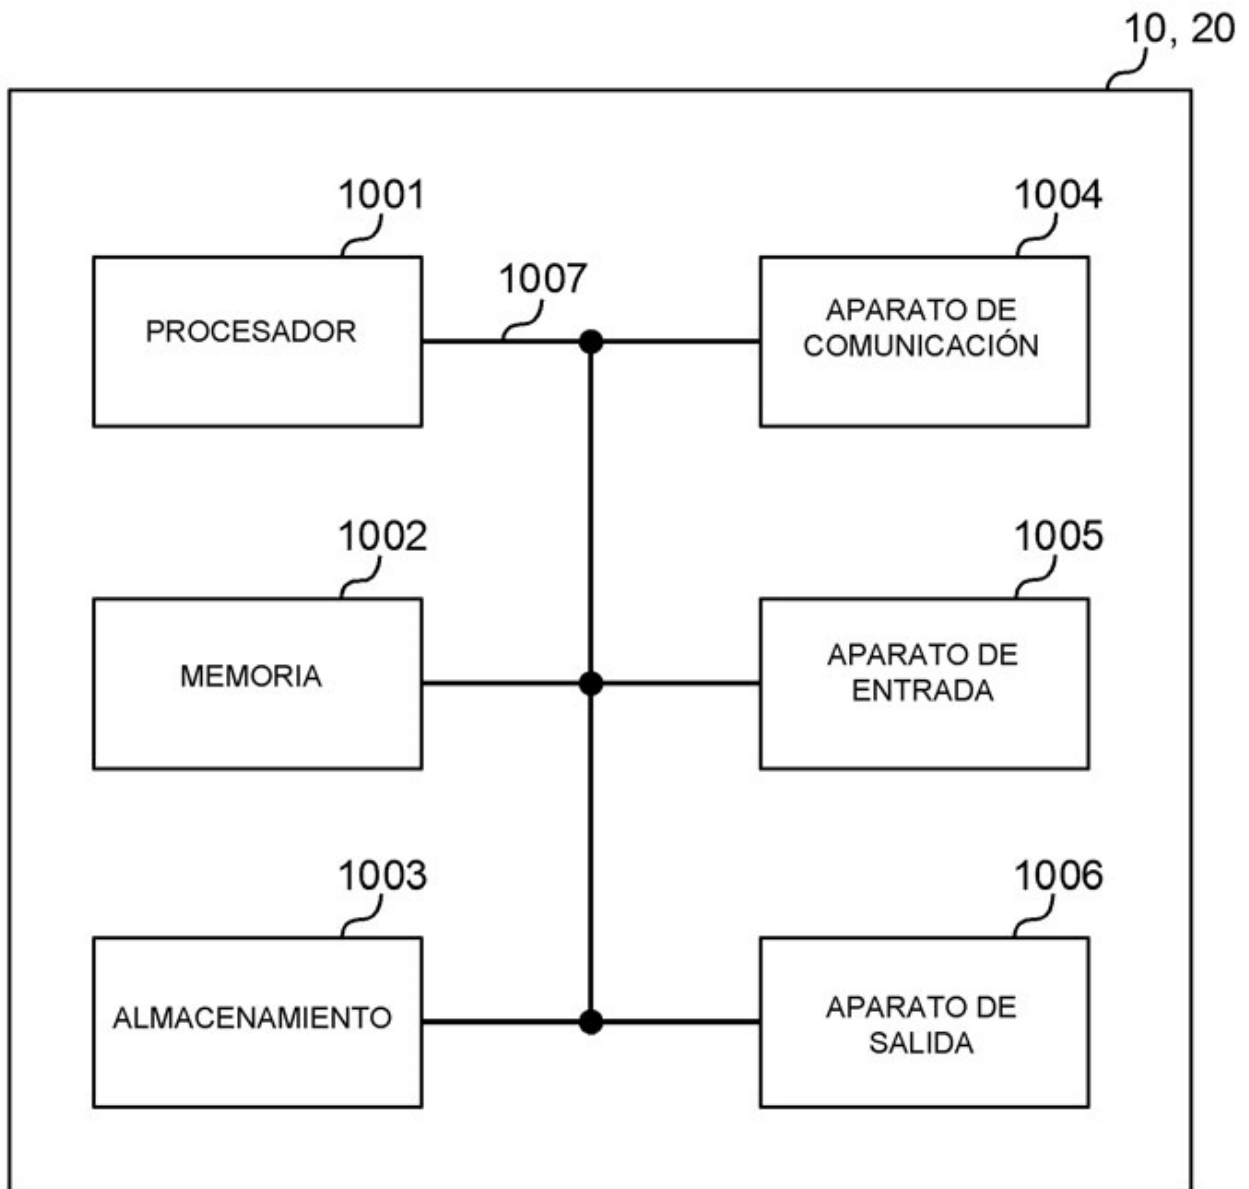 10, 20
1001
1004
1007
PROCESADOR
APARATO DE
COMUNICACIÓN
1002
1005
MEMORIA
APARATO DE
ENTRADA
1003
1006
ALMACENAMIENTO
APARATO DE
SALIDA